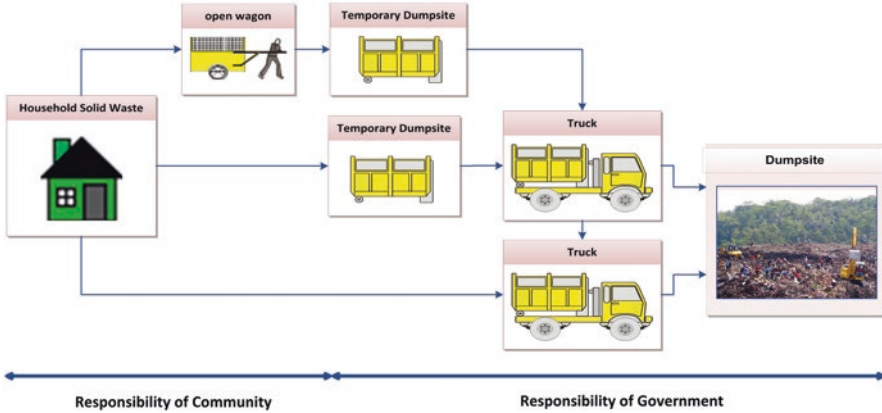 open wagon
Temporary Dumpsite
Household Solid Waste
Temporary Dumpsite
Truck
Dumpsite
Truck
Responsibility of Community
Responsibility of Government